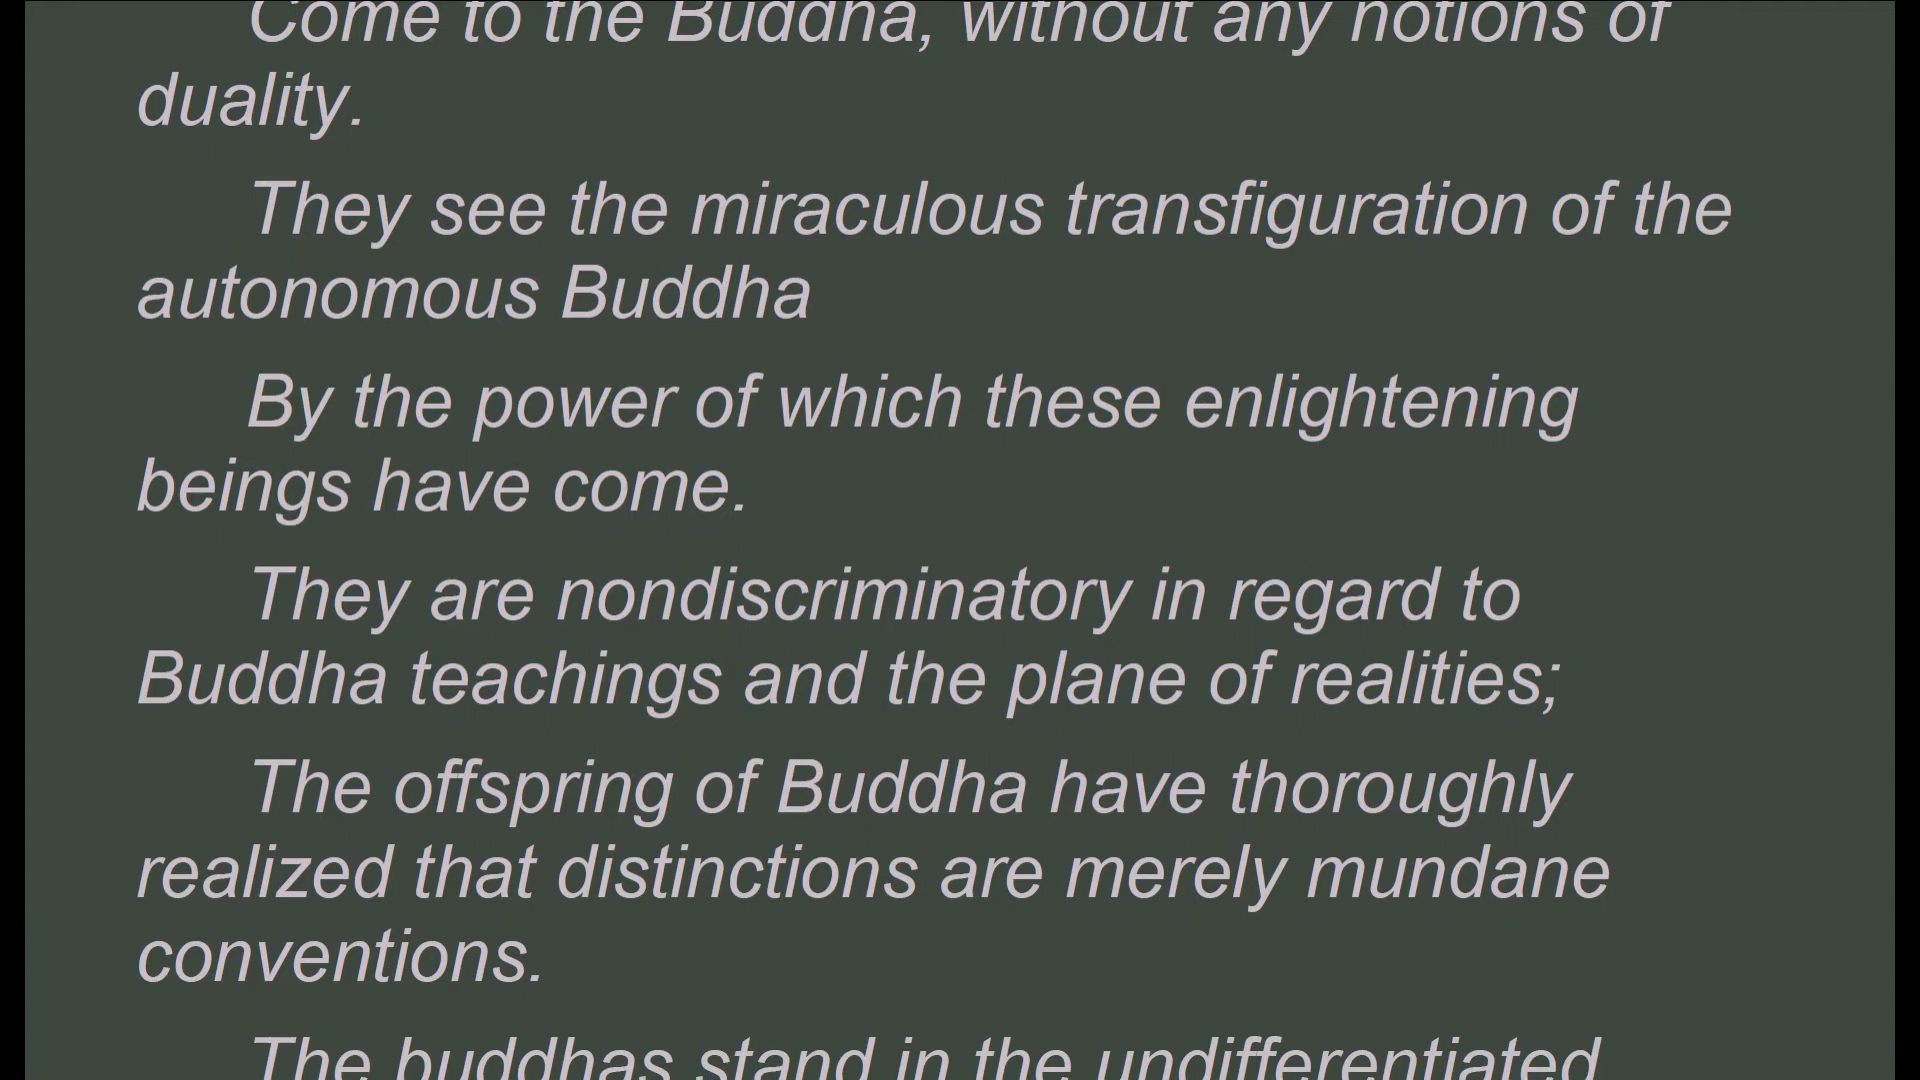 Come to the Buddha, without any notions of
duality.
They see the miraculous transfiguration of the
autonomous Buddha
By the power of which these enlightening
beings have come.
They are nondiscriminatory in regard to
Buddha teachings and the plane of realities;
The offspring of Buddha have thoroughly
realized that distinctions are merely mundane
conventions.
The buddhas stand in the undifferentiated